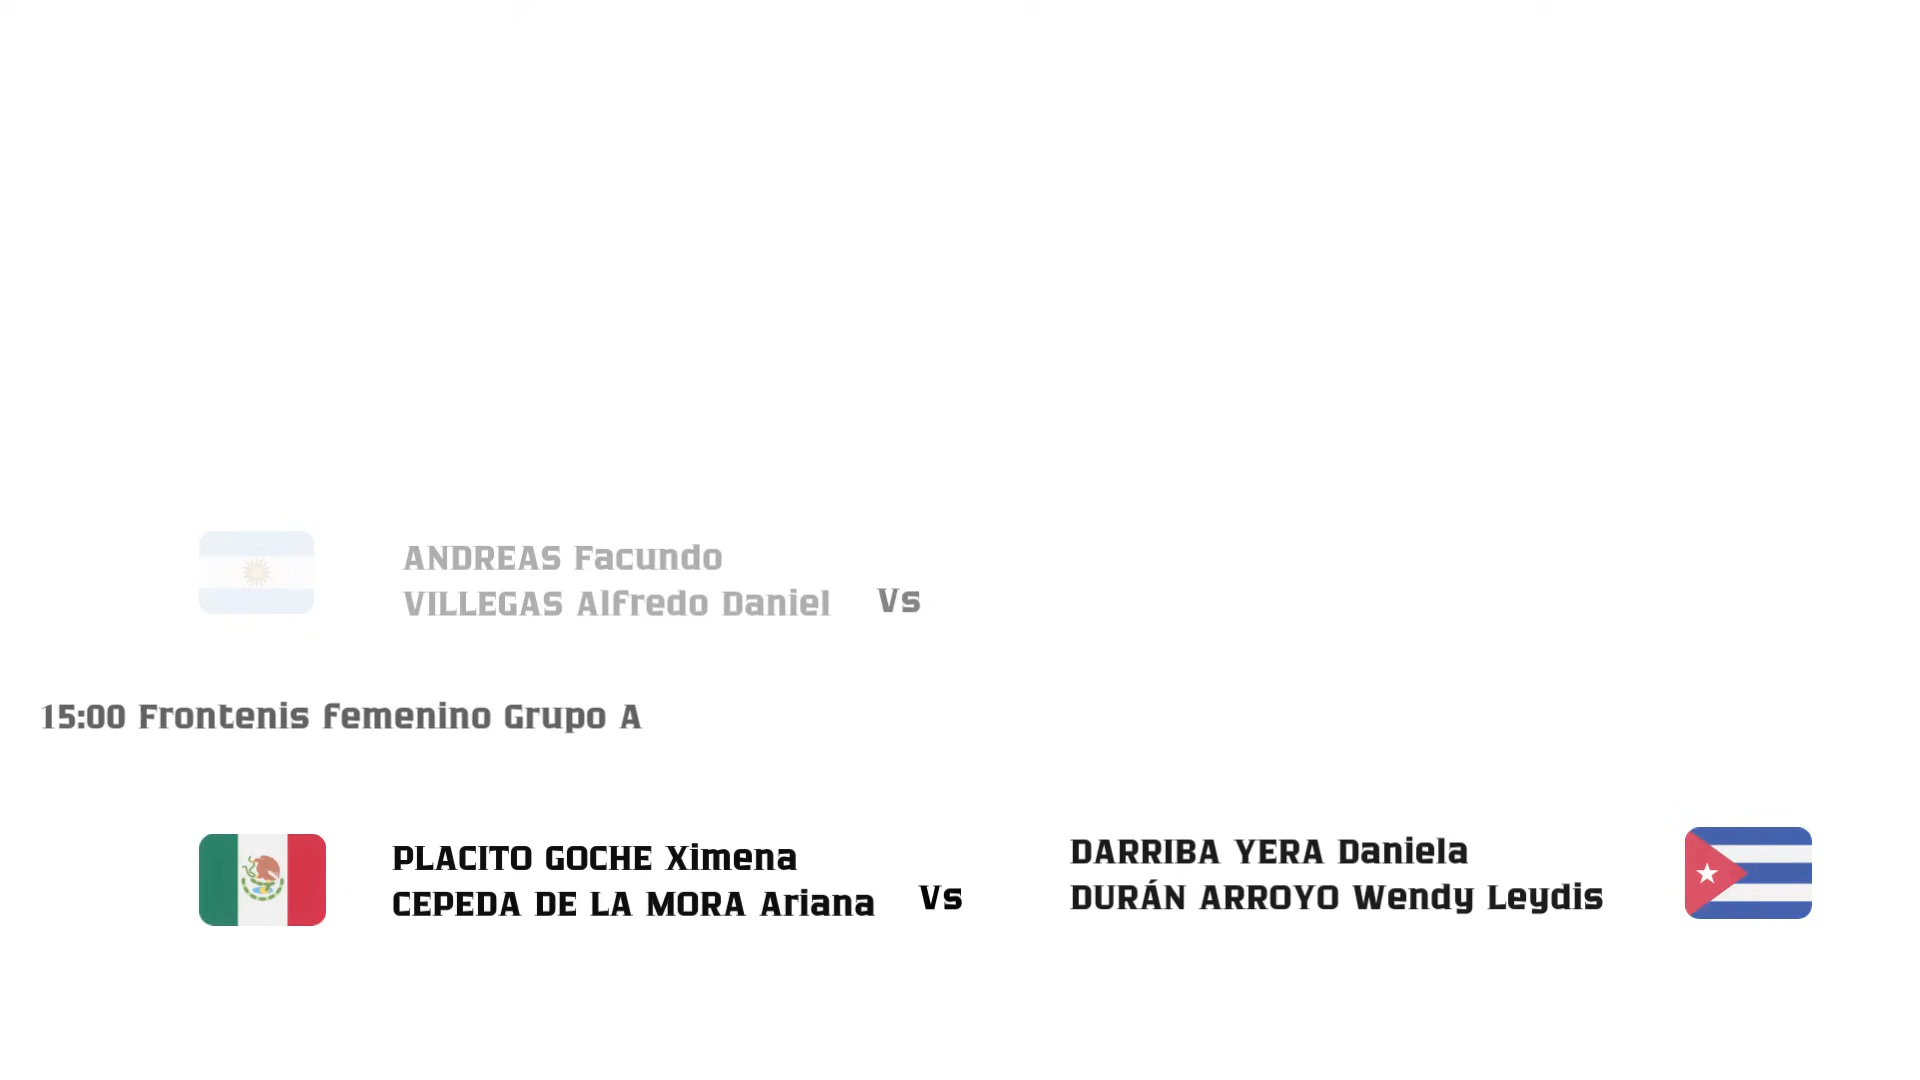 ANDREAS Facundo
VILLEGAS Alfredo Daniel
Vs
15:00 Frontenis Femenino Grupo A
PLACITO GOCHE Ximena
CEPEDA DE LA MORA Ariana
Vs
DARRIBA YERA Daniela
DURÁN ARROYO Wendy Leydis